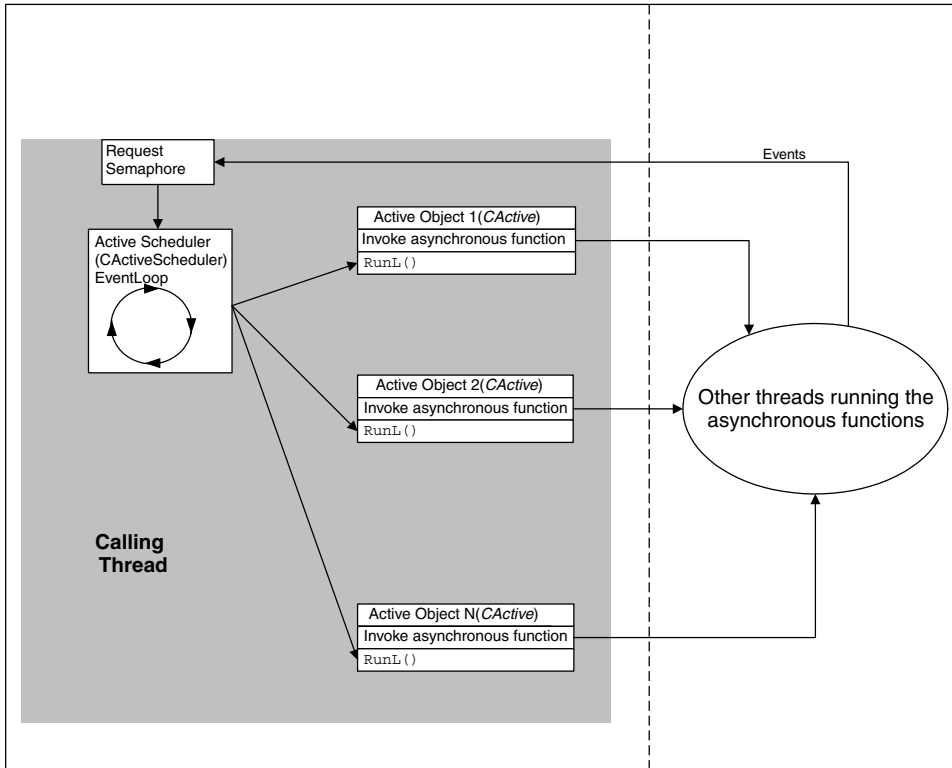 Request
Semaphore
Events
Active Scheduler
(CActiveScheduler)
EventLoop
Active Object 1(CActive)
Invoke asynchronous function
RunL()
Active Object 2(CActive)
Invoke asynchronous function
RunL()
Other threads running the
asynchronous functions
Calling
Thread
Active Object N(CActive)
Invoke asynchronous function
RunL()